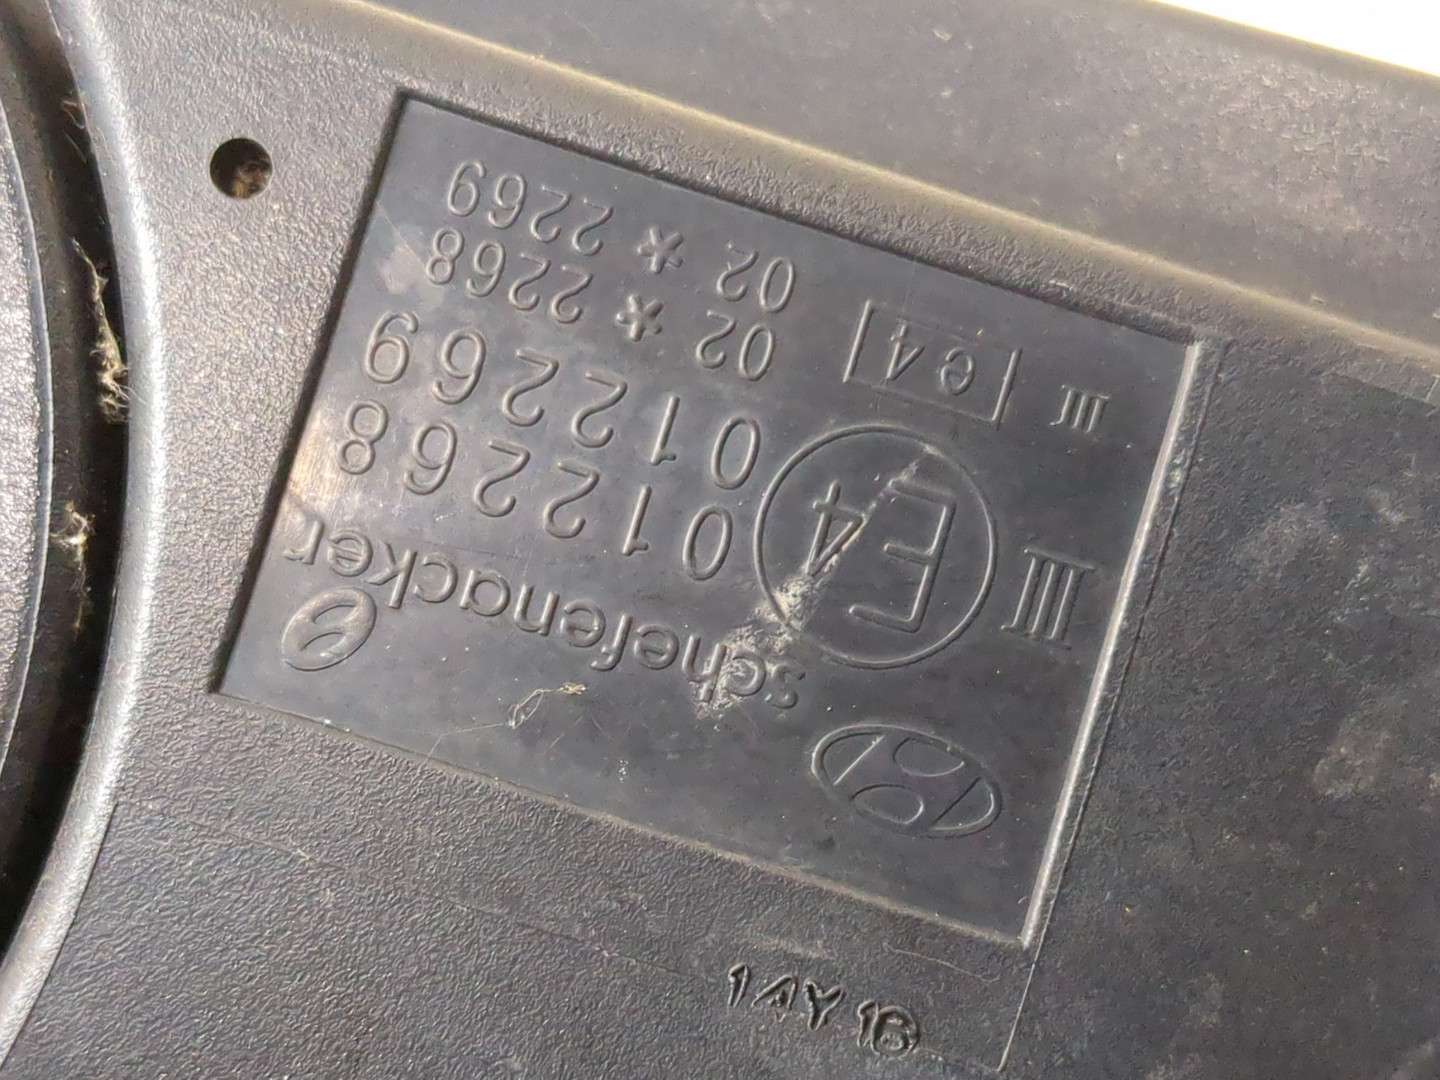 schefenacker
III E4 012268
012269
III e4 02 * 2268
02 * 2269
14Y16